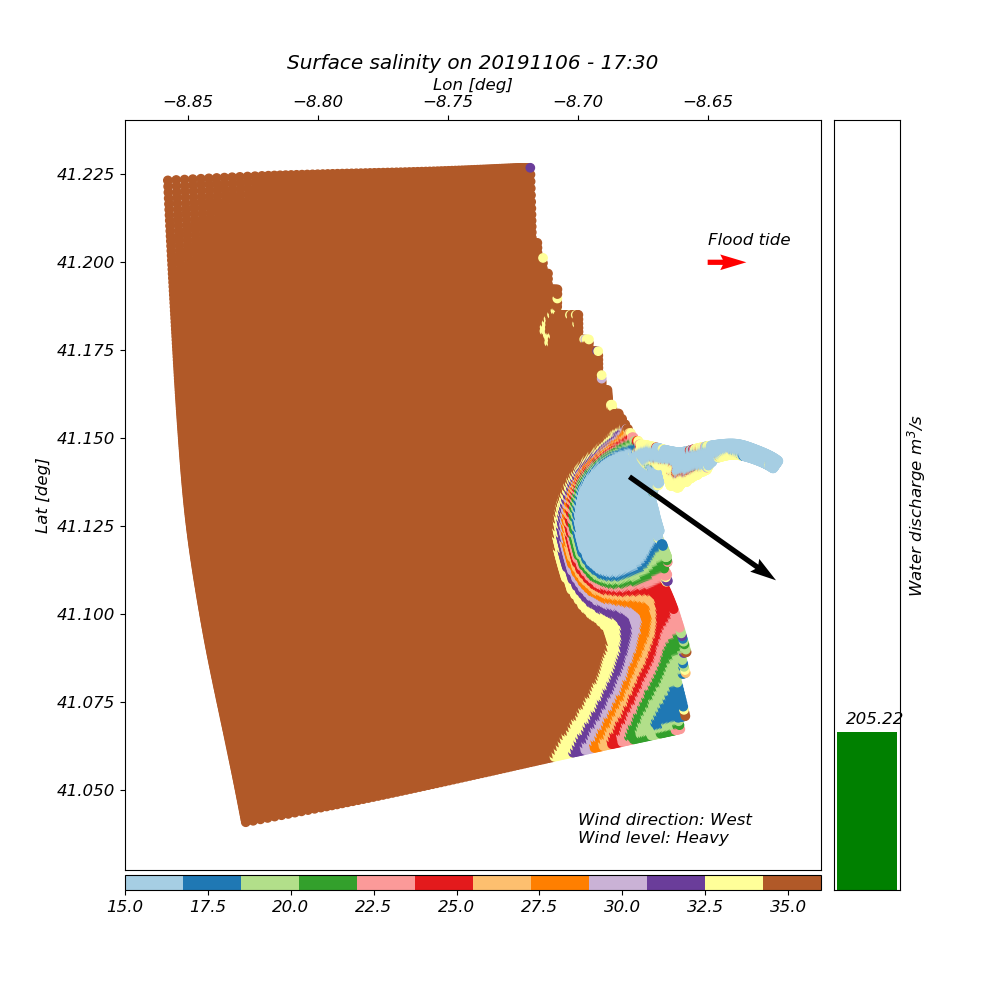 Surface salinity on 20191106 - 17:30
Lon [deg]
−8.85 −8.80 −8.75 −8.70 −8.65
41.225
41.200
41.175
41.150
41.125
41.100
41.075
41.050
Lat [deg]
Flood tide
Wind direction: West
Wind level: Heavy
205.22
Water discharge m³/s
15.0 17.5 20.0 22.5 25.0 27.5 30.0 32.5 35.0